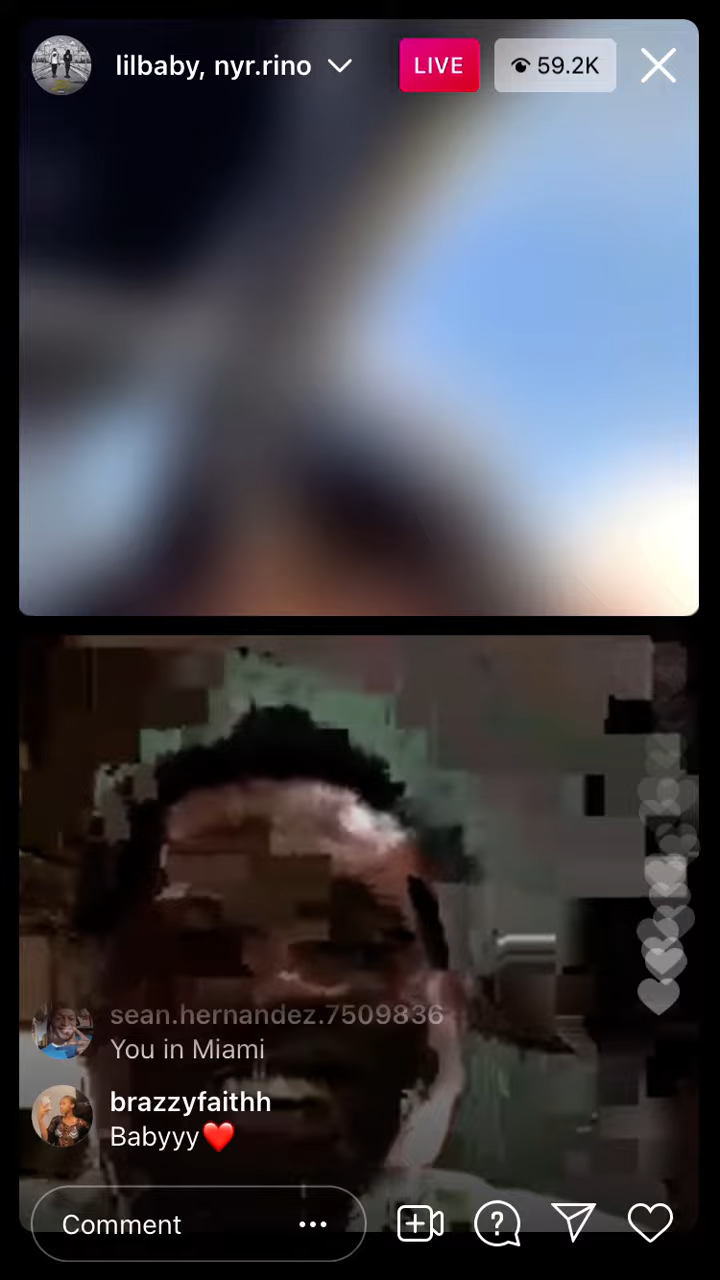 lilbaby, nyr.rino
LIVE
59.2K
sean.hernandez.7509836
You in Miami
brazzyfaithh
Babyyy❤️
Comment